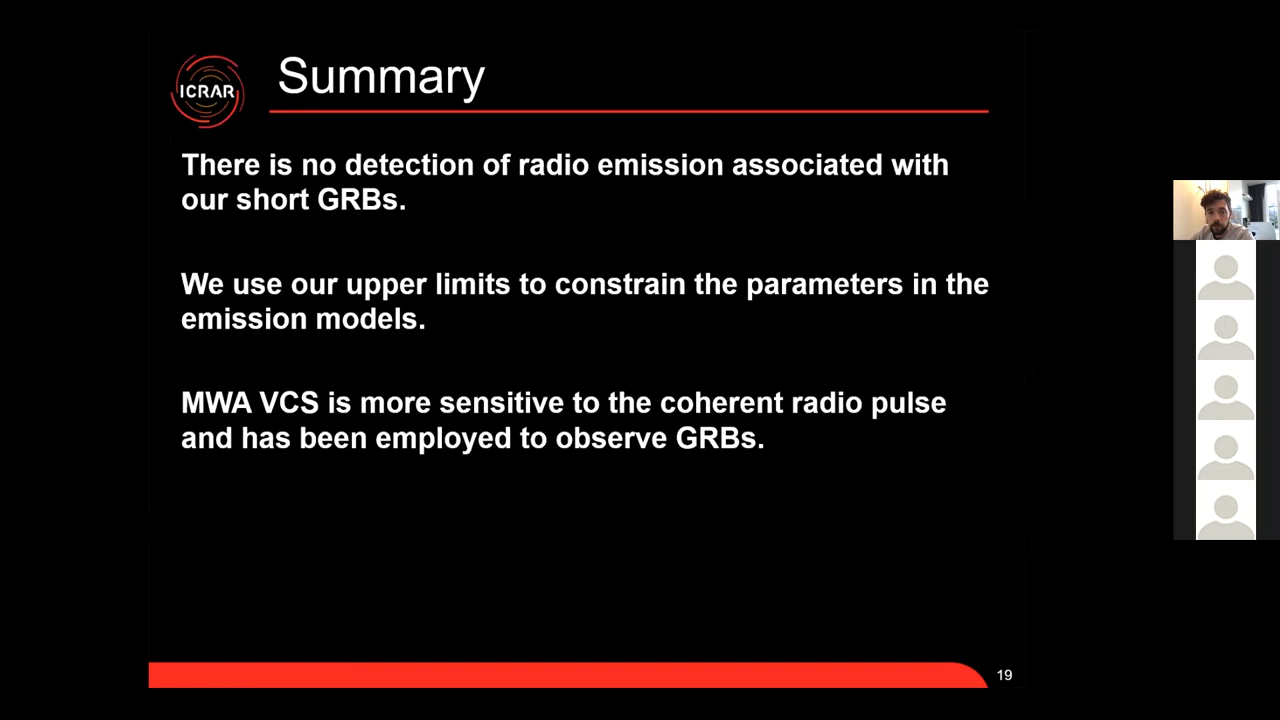 ICRAR
Summary
There is no detection of radio emission associated with
our short GRBs.
We use our upper limits to constrain the parameters in the
emission models.
MWA VCS is more sensitive to the coherent radio pulse
and has been employed to observe GRBs.
19